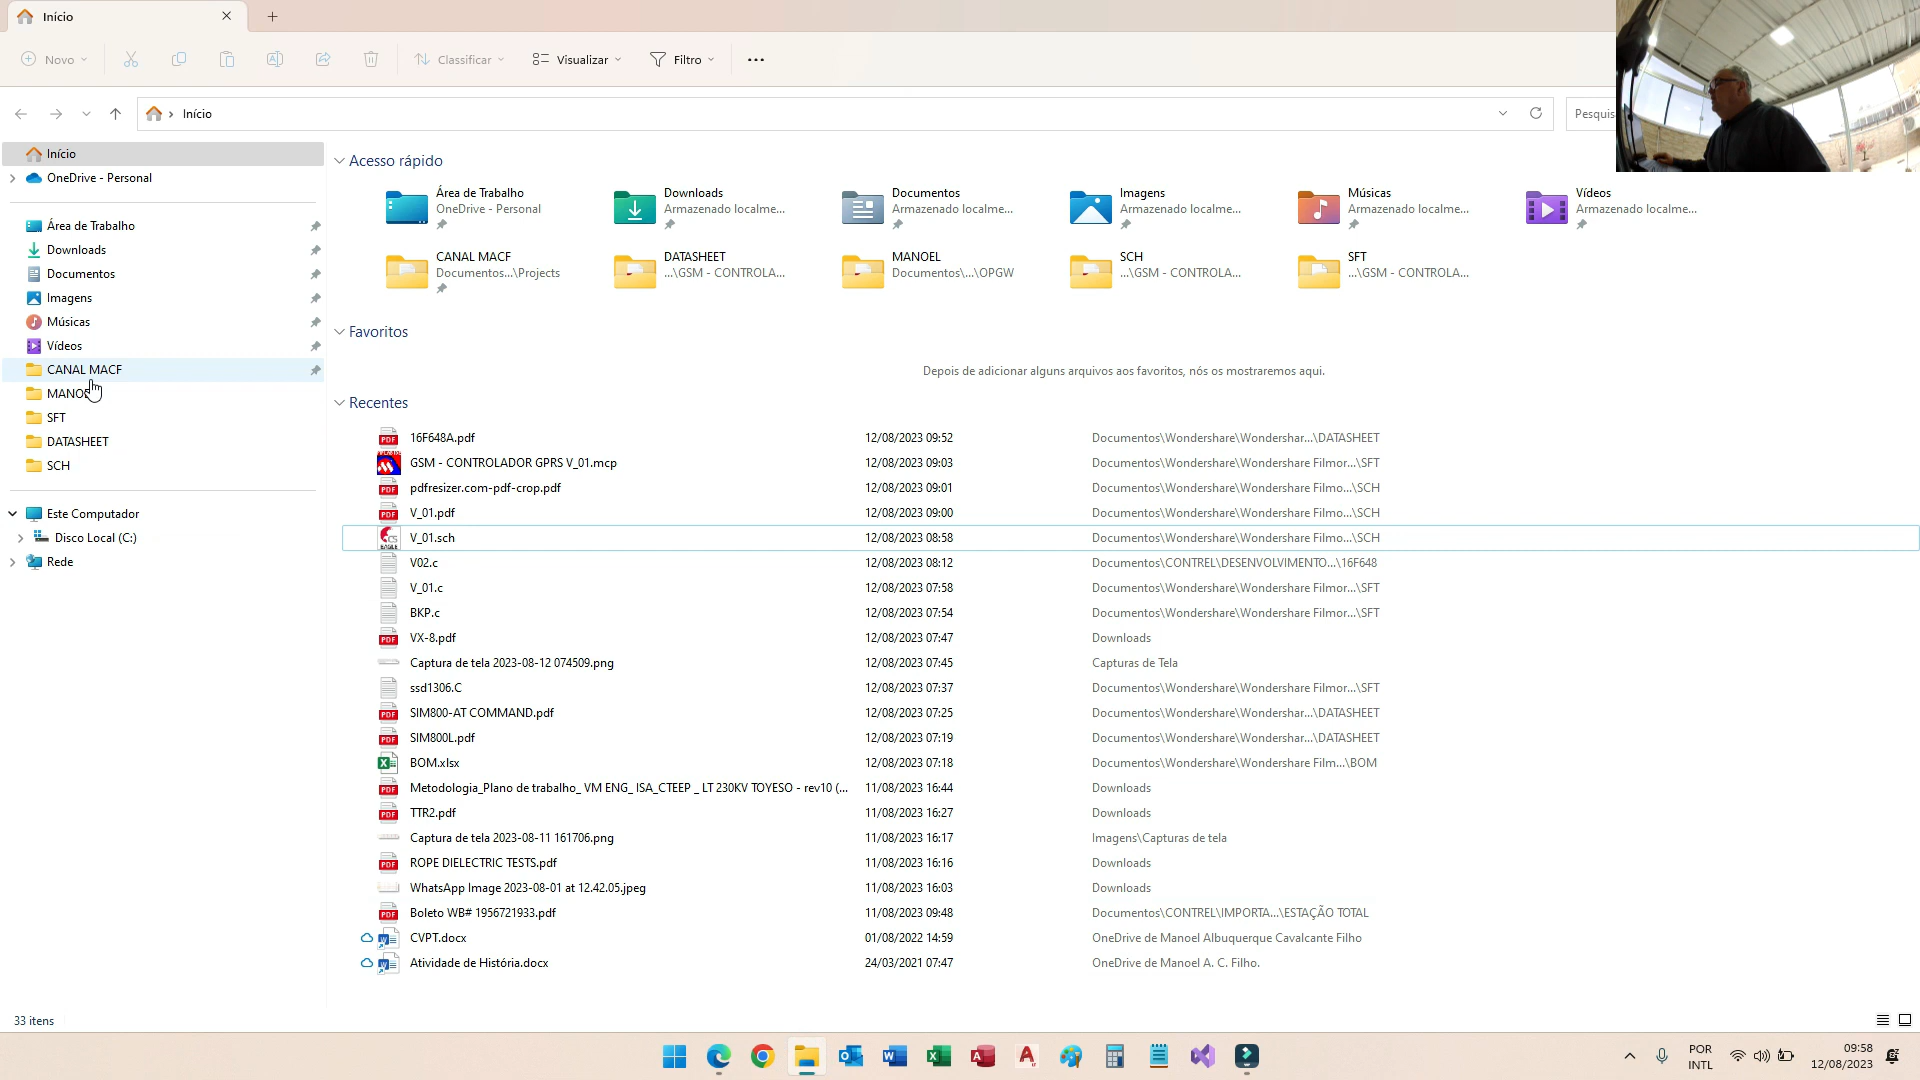 Início
Novo
Classificar
Visualizar
Filtro
Início
Pesquis
Início
OneDrive - Personal
Área de Trabalho
Downloads
Documentos
Imagens
Músicas
Vídeos
CANAL MACF
SFT
DATASHEET
SCH
Este Computador
Disco Local (C:)
Rede
Acesso rápido
Área de Trabalho
OneDrive - Personal
Downloads
Armazenado localme...
Documentos
Armazenado localme...
Imagens
Armazenado localme...
Músicas
Armazenado localme...
Vídeos
Armazenado localme...
CANAL MACF
Documentos...\Projects
DATASHEET
...\GSM - CONTROLA...
MANOEL
Documentos\...\OPGW
SCH
...\GSM - CONTROLA...
SFT
...\GSM - CONTROLA...
Favoritos
Depois de adicionar alguns arquivos aos favoritos, nós os mostraremos aqui.
Recentes
16F648A.pdf 12/08/2023 09:52 Documentos\Wondershare\Wondershar...\DATASHEET
GSM - CONTROLADOR GPRS V_01.mcp 12/08/2023 09:03 Documentos\Wondershare\Wondershare Filmor...\SFT
pdfresizer.com-pdf-crop.pdf 12/08/2023 09:01 Documentos\Wondershare\Wondershare Filmo...\SCH
V_01.pdf 12/08/2023 09:00 Documentos\Wondershare\Wondershare Filmo...\SCH
V_01.sch 12/08/2023 08:58 Documentos\Wondershare\Wondershare Filmo...\SCH
V02.c 12/08/2023 08:12 Documentos\CONTREL\DESENVOLVIMENTO...\16F648
V_01.c 12/08/2023 07:58 Documentos\Wondershare\Wondershare Filmor...\SFT
BKP.c 12/08/2023 07:54 Documentos\Wondershare\Wondershare Filmor...\SFT
VX-8.pdf 12/08/2023 07:47 Downloads
Captura de tela 2023-08-12 074509.png 12/08/2023 07:45 Capturas de Tela
ssd1306.C 12/08/2023 07:37 Documentos\Wondershare\Wondershare Filmor...\SFT
SIM800-AT COMMAND.pdf 12/08/2023 07:25 Documentos\Wondershare\Wondershar...\DATASHEET
SIM800L.pdf 12/08/2023 07:19 Documentos\Wondershare\Wondershar...\DATASHEET
BOM.xlsx 12/08/2023 07:18 Documentos\Wondershare\Wondershare Film...\BOM
Metodologia_Plano de trabalho_ VM ENG_ ISA_CTEEP _ LT 230KV TOYESO - rev10 (... 11/08/2023 16:44 Downloads
TTR2.pdf 11/08/2023 16:27 Downloads
Captura de tela 2023-08-11 161706.png 11/08/2023 16:17 Imagens\Capturas de tela
ROPE DIELECTRIC TESTS.pdf 11/08/2023 16:16 Downloads
WhatsApp Image 2023-08-01 at 12.42.05.jpeg 11/08/2023 16:03 Downloads
Boleto WB# 1956721933.pdf 11/08/2023 09:48 Documentos\CONTREL\IMPORTA...\ESTAÇÃO TOTAL
CVPT.docx 01/08/2022 14:59 OneDrive de Manoel Albuquerque Cavalcante Filho
Atividade de História.docx 24/03/2021 07:47 OneDrive de Manoel A. C. Filho.
33 itens
POR
INTL
09:58
12/08/2023